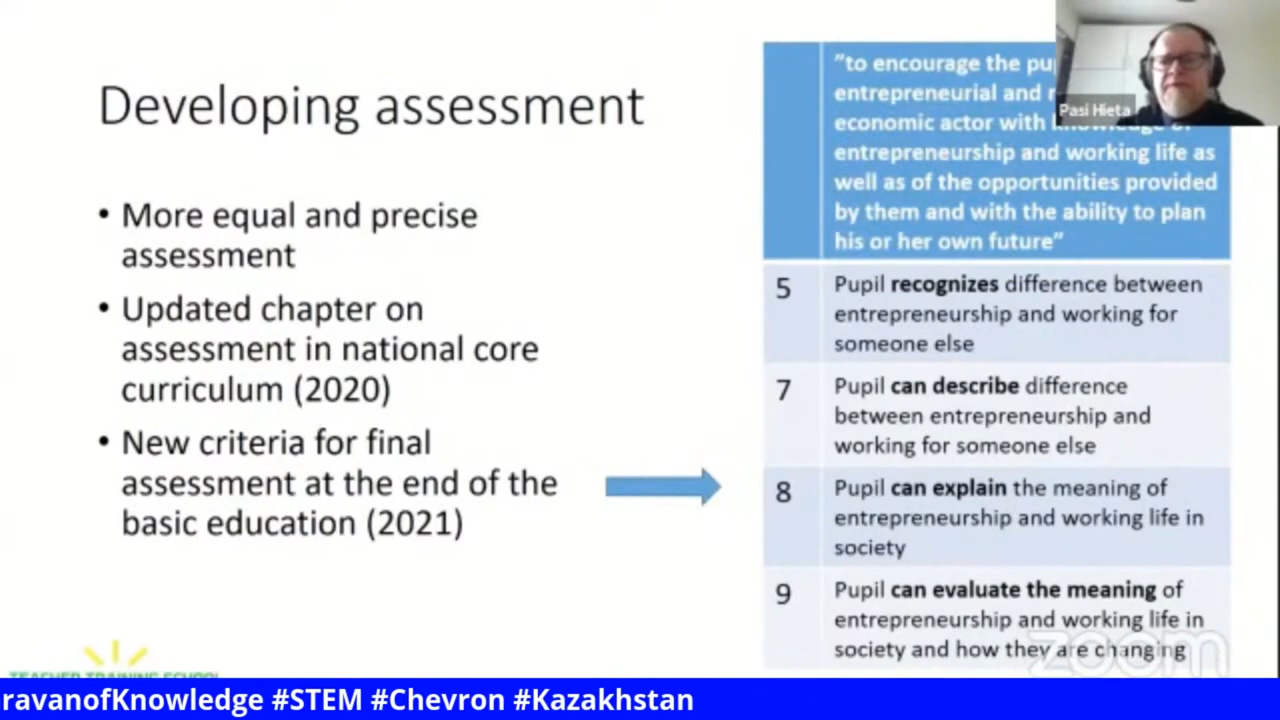 Developing assessment
• More equal and precise
assessment
• Updated chapter on
assessment in national core
curriculum (2020)
• New criteria for final
assessment at the end of the
basic education (2021)
"to encourage the
entrepreneurial and
economic actor with knowledge of
entrepreneurship and working life as
well as of the opportunities provided
by them and with the ability to plan
his or her own future"
5 Pupil recognizes difference between
entrepreneurship and working for
someone else
7 Pupil can describe difference
between entrepreneurship and
working for someone else
8 Pupil can explain the meaning of
entrepreneurship and working life in
society
9 Pupil can evaluate the meaning of
entrepreneurship and working life in
society and how they are changing
Pasi Hieta
zoom
TEACHER TRAINING SCHOOL
ravanofKnowledge #STEM #Chevron #Kazakhstan